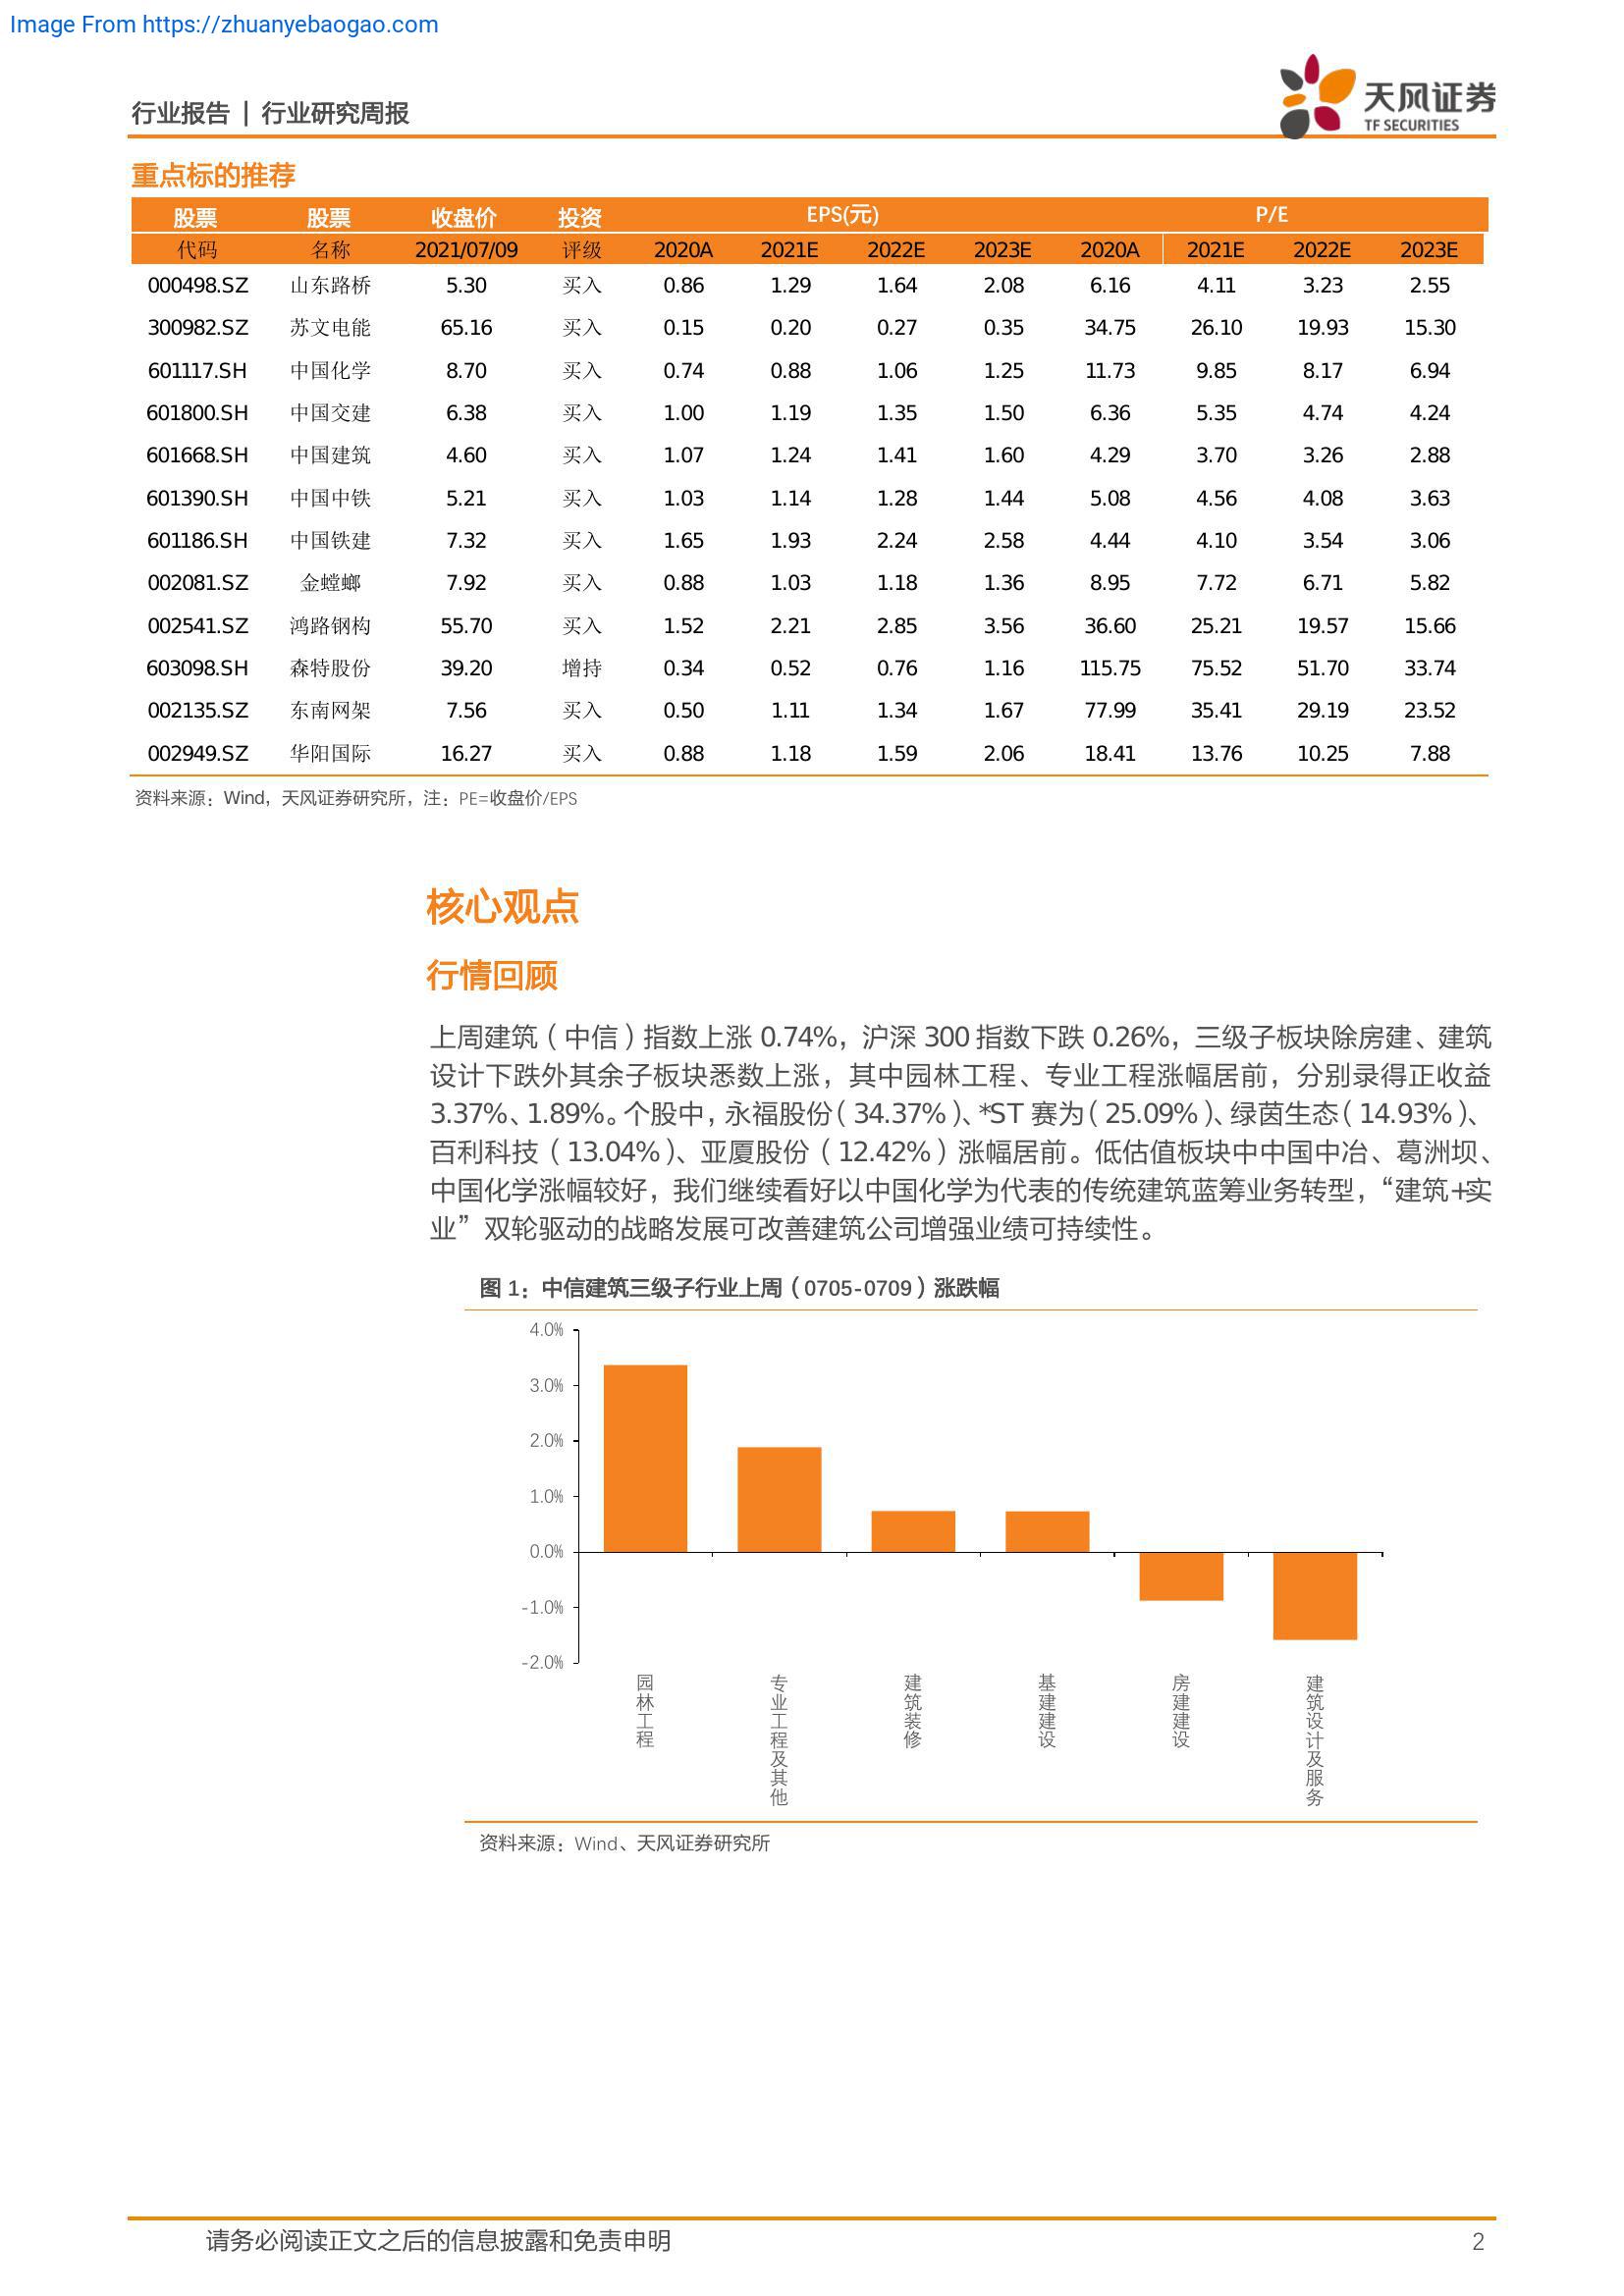 Image From https://zhuanyebaogao.com
行业报告 | 行业研究周报
天风证券
TF SECURITIES
重点标的推荐
股票 股票 收盘价 投资 EPS(元) P/E
代码 名称 2021/07/09 评级 2020A 2021E 2022E 2023E 2020A 2021E 2022E 2023E
000498.SZ 山东路桥 5.30 买入 0.86 1.29 1.64 2.08 6.16 4.11 3.23 2.55
300982.SZ 苏文电能 65.16 买入 0.15 0.20 0.27 0.35 34.75 26.10 19.93 15.30
601117.SH 中国化学 8.70 买入 0.74 0.88 1.06 1.25 11.73 9.85 8.17 6.94
601800.SH 中国交建 6.38 买入 1.00 1.19 1.35 1.50 6.36 5.35 4.74 4.24
601668.SH 中国建筑 4.60 买入 1.07 1.24 1.41 1.60 4.29 3.70 3.26 2.88
601390.SH 中国中铁 5.21 买入 1.03 1.14 1.28 1.44 5.08 4.56 4.08 3.63
601186.SH 中国铁建 7.32 买入 1.65 1.93 2.24 2.58 4.44 4.10 3.54 3.06
002081.SZ 金螳螂 7.92 买入 0.88 1.03 1.18 1.36 8.95 7.72 6.71 5.82
002541.SZ 鸿路钢构 55.70 买入 1.52 2.21 2.85 3.56 36.60 25.21 19.57 15.66
603098.SH 森特股份 39.20 增持 0.34 0.52 0.76 1.16 115.75 75.52 51.70 33.74
002135.SZ 东南网架 7.56 买入 0.50 1.11 1.34 1.67 77.99 35.41 29.19 23.52
002949.SZ 华阳国际 16.27 买入 0.88 1.18 1.59 2.06 18.41 13.76 10.25 7.88
资料来源：Wind，天风证券研究所，注：PE=收盘价/EPS
核心观点
行情回顾
上周建筑（中信）指数上涨 0.74%，沪深 300 指数下跌 0.26%，三级子板块除房建、建筑
设计下跌外其余子板块悉数上涨，其中园林工程、专业工程涨幅居前，分别录得正收益
3.37%、1.89%。个股中，永福股份（34.37%）、*ST 赛为（25.09%）、绿茵生态（14.93%）、
百利科技（13.04%）、亚厦股份（12.42%）涨幅居前。低估值板块中中国中冶、葛洲坝、
中国化学涨幅较好，我们继续看好以中国化学为代表的传统建筑蓝筹业务转型，“建筑+实
业”双轮驱动的战略发展可改善建筑公司增强业绩可持续性。
图 1：中信建筑三级子行业上周（0705-0709）涨跌幅
4.0%
3.0%
2.0%
1.0%
0.0%
-1.0%
-2.0%
园林工程
专业工程及其他
建筑装修
基建建设
房建建设
建筑设计及服务
资料来源：Wind、天风证券研究所
请务必阅读正文之后的信息披露和免责申明 2